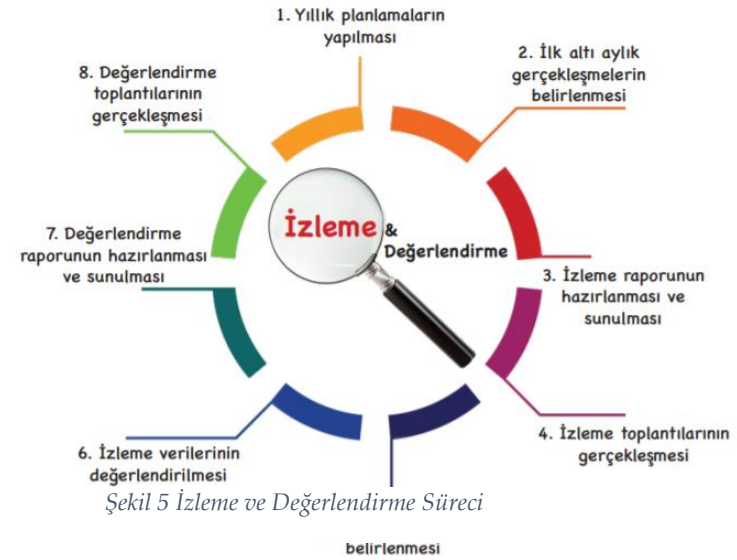 1. Yıllık planlamaların
yapılması
2. İlk altı aylık
gerçekleşmelerin
belirlenmesi
3. İzleme raporunun
hazırlanması ve
sunulması
4. İzleme toplantılarının
gerçekleşmesi
belirlenmesi
6. İzleme verilerinin
değerlendirilmesi
7. Değerlendirme
raporunun hazırlanması
ve sunulması
8. Değerlendirme
toplantılarının
gerçekleşmesi
İzleme &
Değerlendirme
Şekil 5 İzleme ve Değerlendirme Süreci